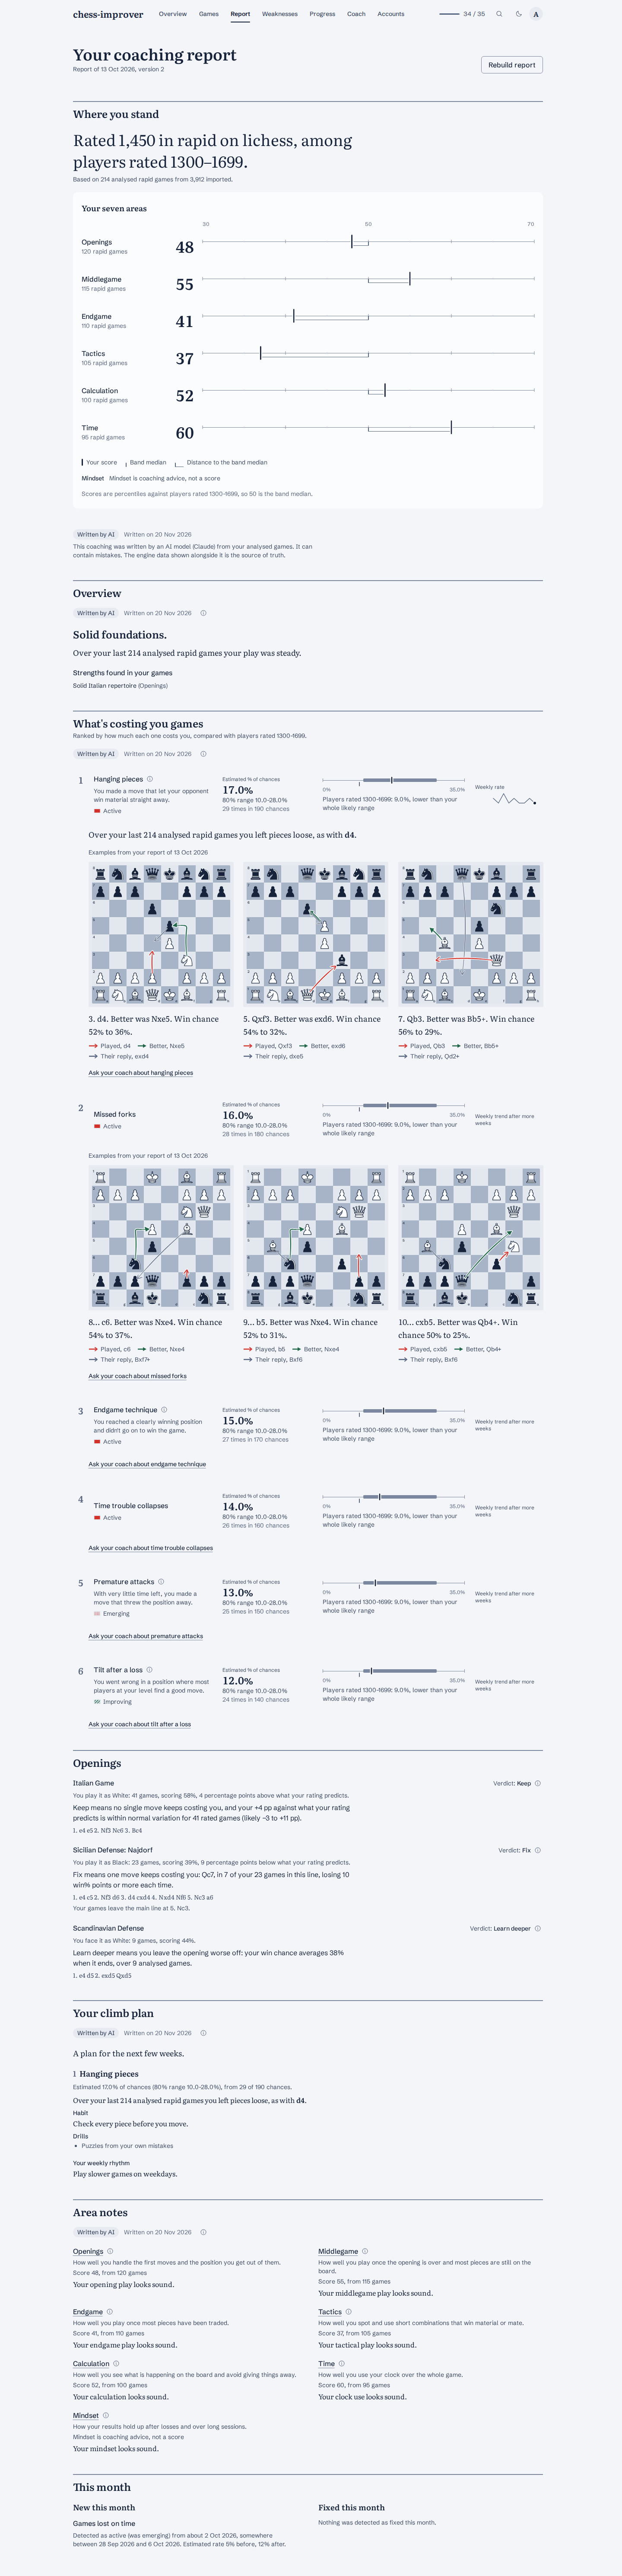 chess-improver
Overview Games Report Weaknesses Progress Coach Accounts
34 / 35
A
Your coaching report
Report of 13 Oct 2026, version 2
Rebuild report
Where you stand
Rated 1,450 in rapid on lichess, among
players rated 1300–1699.
Based on 214 analysed rapid games from 3,912 imported.
Your seven areas
30 50 70
Openings
120 rapid games
48
Middlegame
115 rapid games
55
Endgame
110 rapid games
41
Tactics
105 rapid games
37
Calculation
100 rapid games
52
Time
95 rapid games
60
Your score Band median Distance to the band median
Mindset Mindset is coaching advice, not a score
Scores are percentiles against players rated 1300-1699, so 50 is the band median.
Written by AI Written on 20 Nov 2026
This coaching was written by an AI model (Claude) from your analysed games. It can
contain mistakes. The engine data shown alongside it is the source of truth.
Overview
Written by AI Written on 20 Nov 2026
Solid foundations.
Over your last 214 analysed rapid games your play was steady.
Strengths found in your games
Solid Italian repertoire (Openings)
What's costing you games
Ranked by how much each one costs you, compared with players rated 1300-1699.
Written by AI Written on 20 Nov 2026
1 Hanging pieces
You made a move that let your opponent
win material straight away.
Active
Estimated % of chances
17.0%
80% range 10.0-28.0%
29 times in 190 chances
0% 35.0%
Players rated 1300-1699: 9.0%, lower than your
whole likely range
Weekly rate
Over your last 214 analysed rapid games you left pieces loose, as with d4.
Examples from your report of 13 Oct 2026
3. d4. Better was Nxe5. Win chance
52% to 36%.
Played, d4 Better, Nxe5
Their reply, exd4
5. Qxf3. Better was exd6. Win chance
54% to 32%.
Played, Qxf3 Better, exd6
Their reply, dxe5
7. Qb3. Better was Bb5+. Win chance
56% to 29%.
Played, Qb3 Better, Bb5+
Their reply, Qd2+
Ask your coach about hanging pieces
2 Missed forks
Active
Estimated % of chances
16.0%
80% range 10.0-28.0%
28 times in 180 chances
0% 35.0%
Players rated 1300-1699: 9.0%, lower than your
whole likely range
Weekly trend after more
weeks
Examples from your report of 13 Oct 2026
8... c6. Better was Nxe4. Win chance
54% to 37%.
Played, c6 Better, Nxe4
Their reply, Bxf7+
9... b5. Better was Nxe4. Win chance
52% to 31%.
Played, b5 Better, Nxe4
Their reply, Bxf6
10... cxb5. Better was Qb4+. Win
chance 50% to 25%.
Played, cxb5 Better, Qb4+
Their reply, Bxf6
Ask your coach about missed forks
3 Endgame technique
You reached a clearly winning position
and didn't go on to win the game.
Active
Estimated % of chances
15.0%
80% range 10.0-28.0%
27 times in 170 chances
0% 35.0%
Players rated 1300-1699: 9.0%, lower than your
whole likely range
Weekly trend after more
weeks
Ask your coach about endgame technique
4 Time trouble collapses
Active
Estimated % of chances
14.0%
80% range 10.0-28.0%
26 times in 160 chances
0% 35.0%
Players rated 1300-1699: 9.0%, lower than your
whole likely range
Weekly trend after more
weeks
Ask your coach about time trouble collapses
5 Premature attacks
With very little time left, you made a
move that threw the position away.
Emerging
Estimated % of chances
13.0%
80% range 10.0-28.0%
25 times in 150 chances
0% 35.0%
Players rated 1300-1699: 9.0%, lower than your
whole likely range
Weekly trend after more
weeks
Ask your coach about premature attacks
6 Tilt after a loss
You went wrong in a position where most
players at your level find a good move.
Improving
Estimated % of chances
12.0%
80% range 10.0-28.0%
24 times in 140 chances
0% 35.0%
Players rated 1300-1699: 9.0%, lower than your
whole likely range
Weekly trend after more
weeks
Ask your coach about tilt after a loss
Openings
Italian Game
Verdict: Keep
You play it as White: 41 games, scoring 58%, 4 percentage points above what your rating predicts.
Keep means no single move keeps costing you, and your +4 pp against what your rating
predicts is within normal variation for 41 rated games (likely −3 to +11 pp).
1. e4 e5 2. Nf3 Nc6 3. Bc4
Sicilian Defense: Najdorf
Verdict: Fix
You play it as Black: 23 games, scoring 39%, 9 percentage points below what your rating predicts.
Fix means one move keeps costing you: Qc7, in 7 of your 23 games in this line, losing 10
win% points or more each time.
1. e4 c5 2. Nf3 d6 3. d4 cxd4 4. Nxd4 Nf6 5. Nc3 a6
Your games leave the main line at 5. Nc3.
Scandinavian Defense
Verdict: Learn deeper
You face it as White: 9 games, scoring 44%.
Learn deeper means you leave the opening worse off: your win chance averages 38%
when it ends, over 9 analysed games.
1. e4 d5 2. exd5 Qxd5
Your climb plan
Written by AI Written on 20 Nov 2026
A plan for the next few weeks.
1 Hanging pieces
Estimated 17.0% of chances (80% range 10.0-28.0%), from 29 of 190 chances.
Over your last 214 analysed rapid games you left pieces loose, as with d4.
Habit
Check every piece before you move.
Drills
Puzzles from your own mistakes
Your weekly rhythm
Play slower games on weekdays.
Area notes
Written by AI Written on 20 Nov 2026
Openings
How well you handle the first moves and the position you get out of them.
Score 48, from 120 games
Your opening play looks sound.
Middlegame
How well you play once the opening is over and most pieces are still on the
board.
Score 55, from 115 games
Your middlegame play looks sound.
Endgame
How well you play once most pieces have been traded.
Score 41, from 110 games
Your endgame play looks sound.
Tactics
How well you spot and use short combinations that win material or mate.
Score 37, from 105 games
Your tactical play looks sound.
Calculation
How well you see what is happening on the board and avoid giving things away.
Score 52, from 100 games
Your calculation looks sound.
Time
How well you use your clock over the whole game.
Score 60, from 95 games
Your clock use looks sound.
Mindset
How your results hold up after losses and over long sessions.
Mindset is coaching advice, not a score
Your mindset looks sound.
This month
New this month
Games lost on time
Detected as active (was emerging) from about 2 Oct 2026, somewhere
between 28 Sep 2026 and 6 Oct 2026. Estimated rate 5% before, 12% after.
Fixed this month
Nothing was detected as fixed this month.